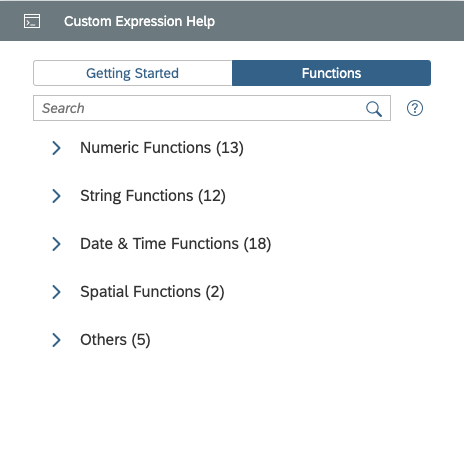 Custom Expression Help
Getting Started Functions
Search
Numeric Functions (13)
String Functions (12)
Date & Time Functions (18)
Spatial Functions (2)
Others (5)